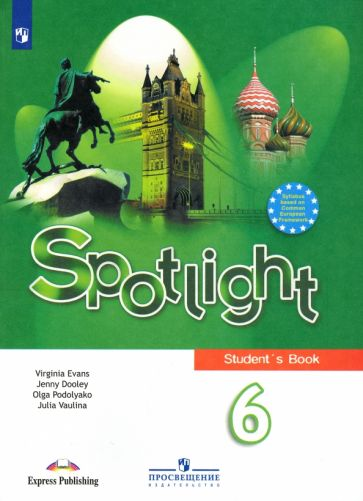 Syllabus
based on
Common
European
Framework
Spotlight
Student´s Book
Virginia Evans
Jenny Dooley
Olga Podolyako
Julia Vaulina
6
Express Publishing
ПРОСВЕЩЕНИЕ
ИЗДАТЕЛЬСТВО